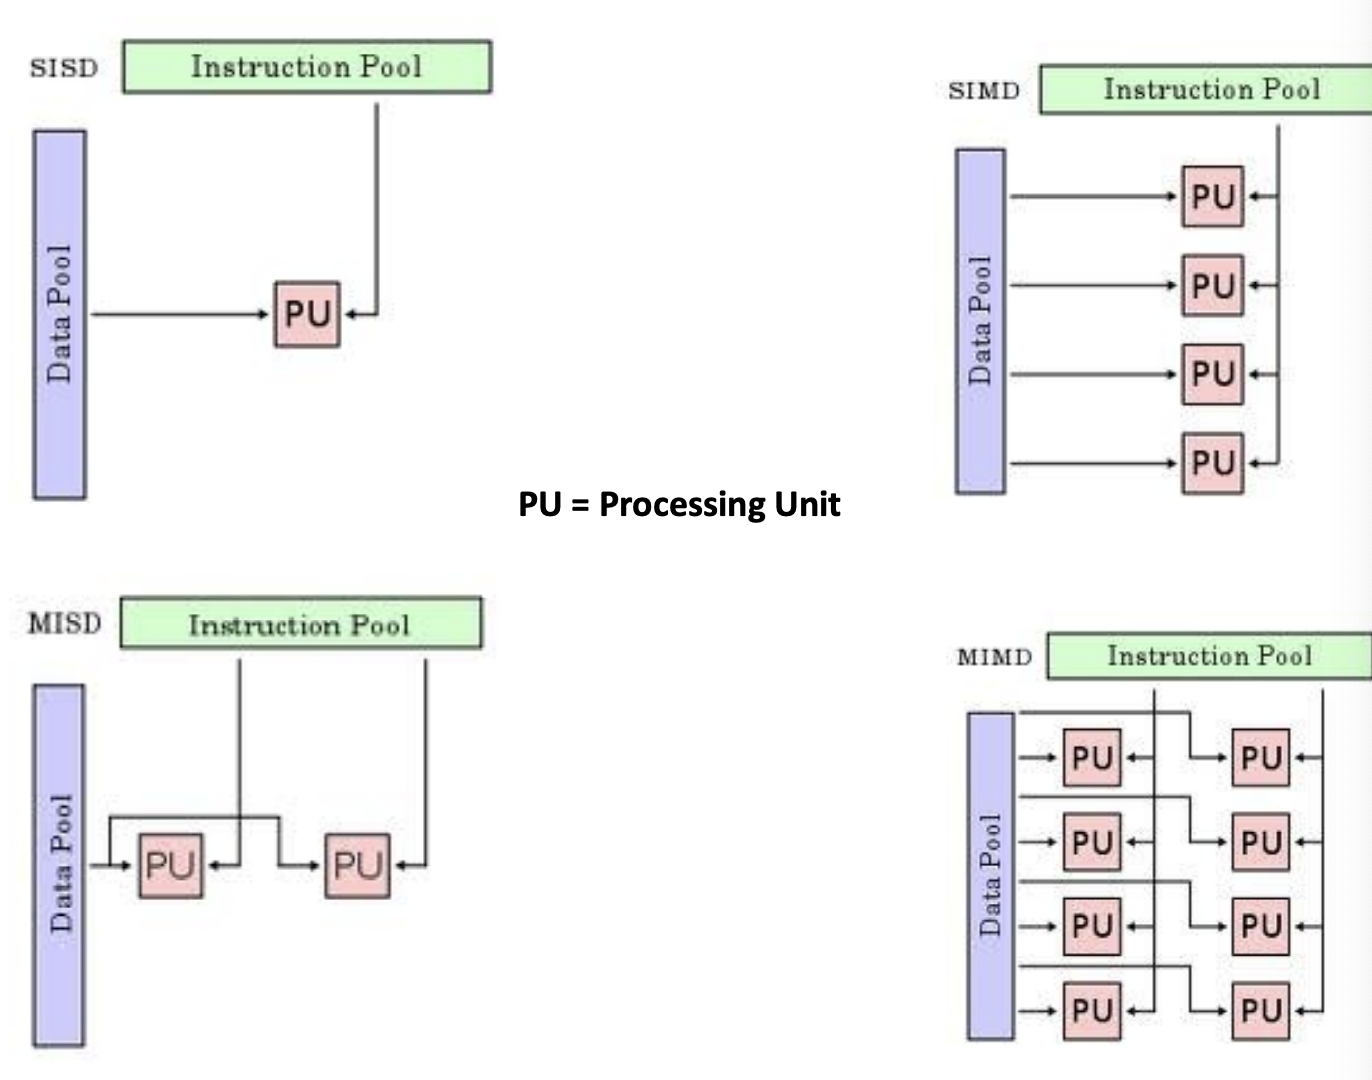 SISD
Instruction Pool
Data Pool
PU
SIMD
Instruction Pool
Data Pool
PU
PU
PU
PU
PU = Processing Unit
MISD
Instruction Pool
Data Pool
PU
PU
MIMD
Instruction Pool
Data Pool
PU
PU
PU
PU
PU
PU
PU
PU